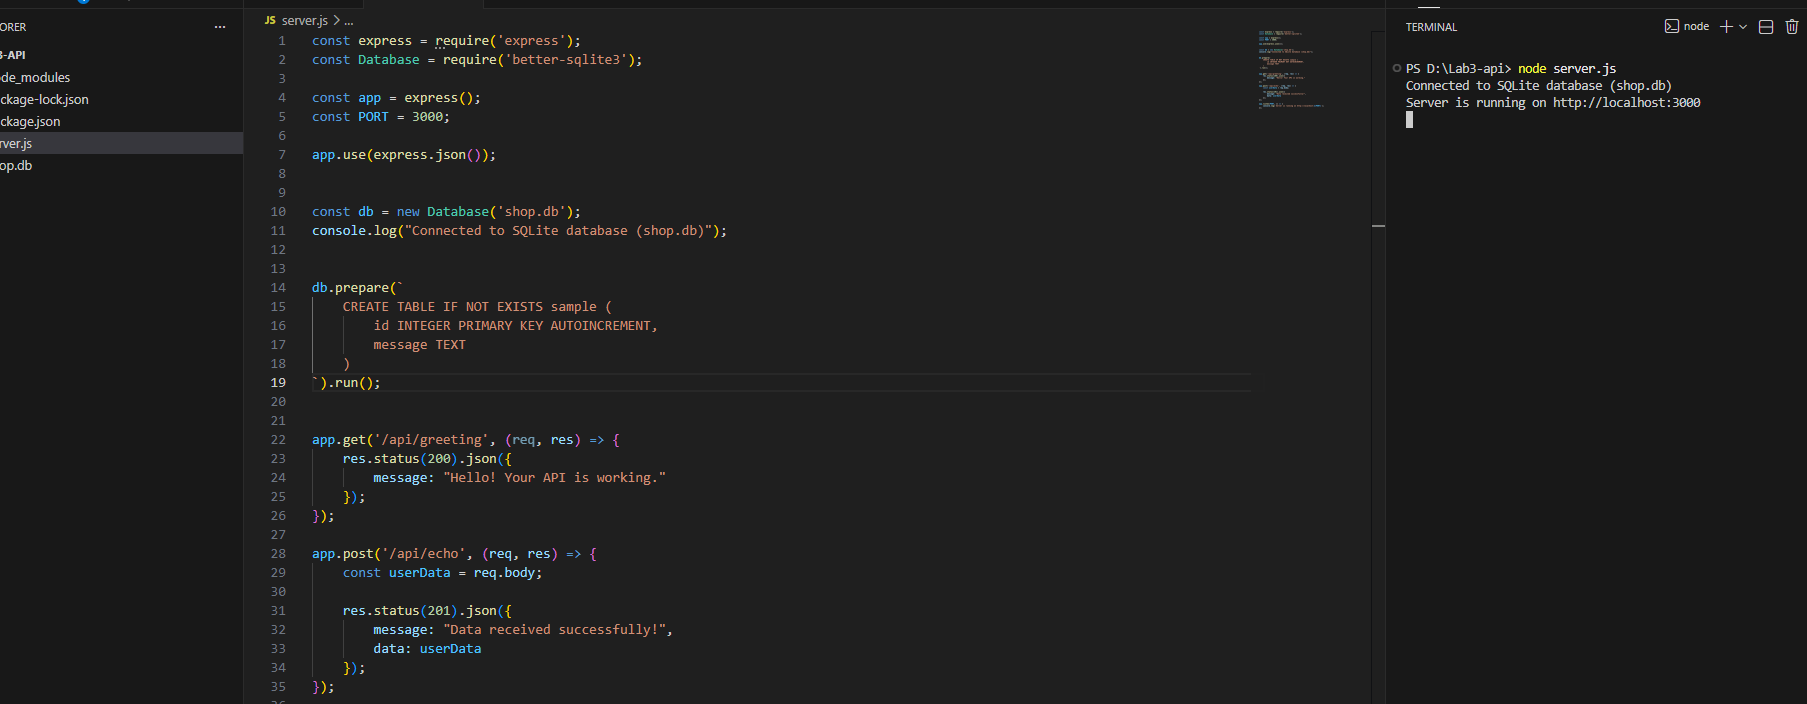 ORER
...
3-API
de_modules
ckage-lock.json
ckage.json
rver.js
op.db
JS server.js > ...
1 const express = require('express');
2 const Database = require('better-sqlite3');
3
4 const app = express();
5 const PORT = 3000;
6
7 app.use(express.json());
8
9
10 const db = new Database('shop.db');
11 console.log("Connected to SQLite database (shop.db)");
12
13
14 db.prepare(`
15     CREATE TABLE IF NOT EXISTS sample (
16         id INTEGER PRIMARY KEY AUTOINCREMENT,
17         message TEXT
18     )
19 `).run();
20
21
22 app.get('/api/greeting', (req, res) => {
23     res.status(200).json({
24         message: "Hello! Your API is working."
25     });
26 });
27
28 app.post('/api/echo', (req, res) => {
29     const userData = req.body;
30
31     res.status(201).json({
32         message: "Data received successfully!",
33         data: userData
34     });
35 });
TERMINAL
node
PS D:\Lab3-api> node server.js
Connected to SQLite database (shop.db)
Server is running on http://localhost:3000